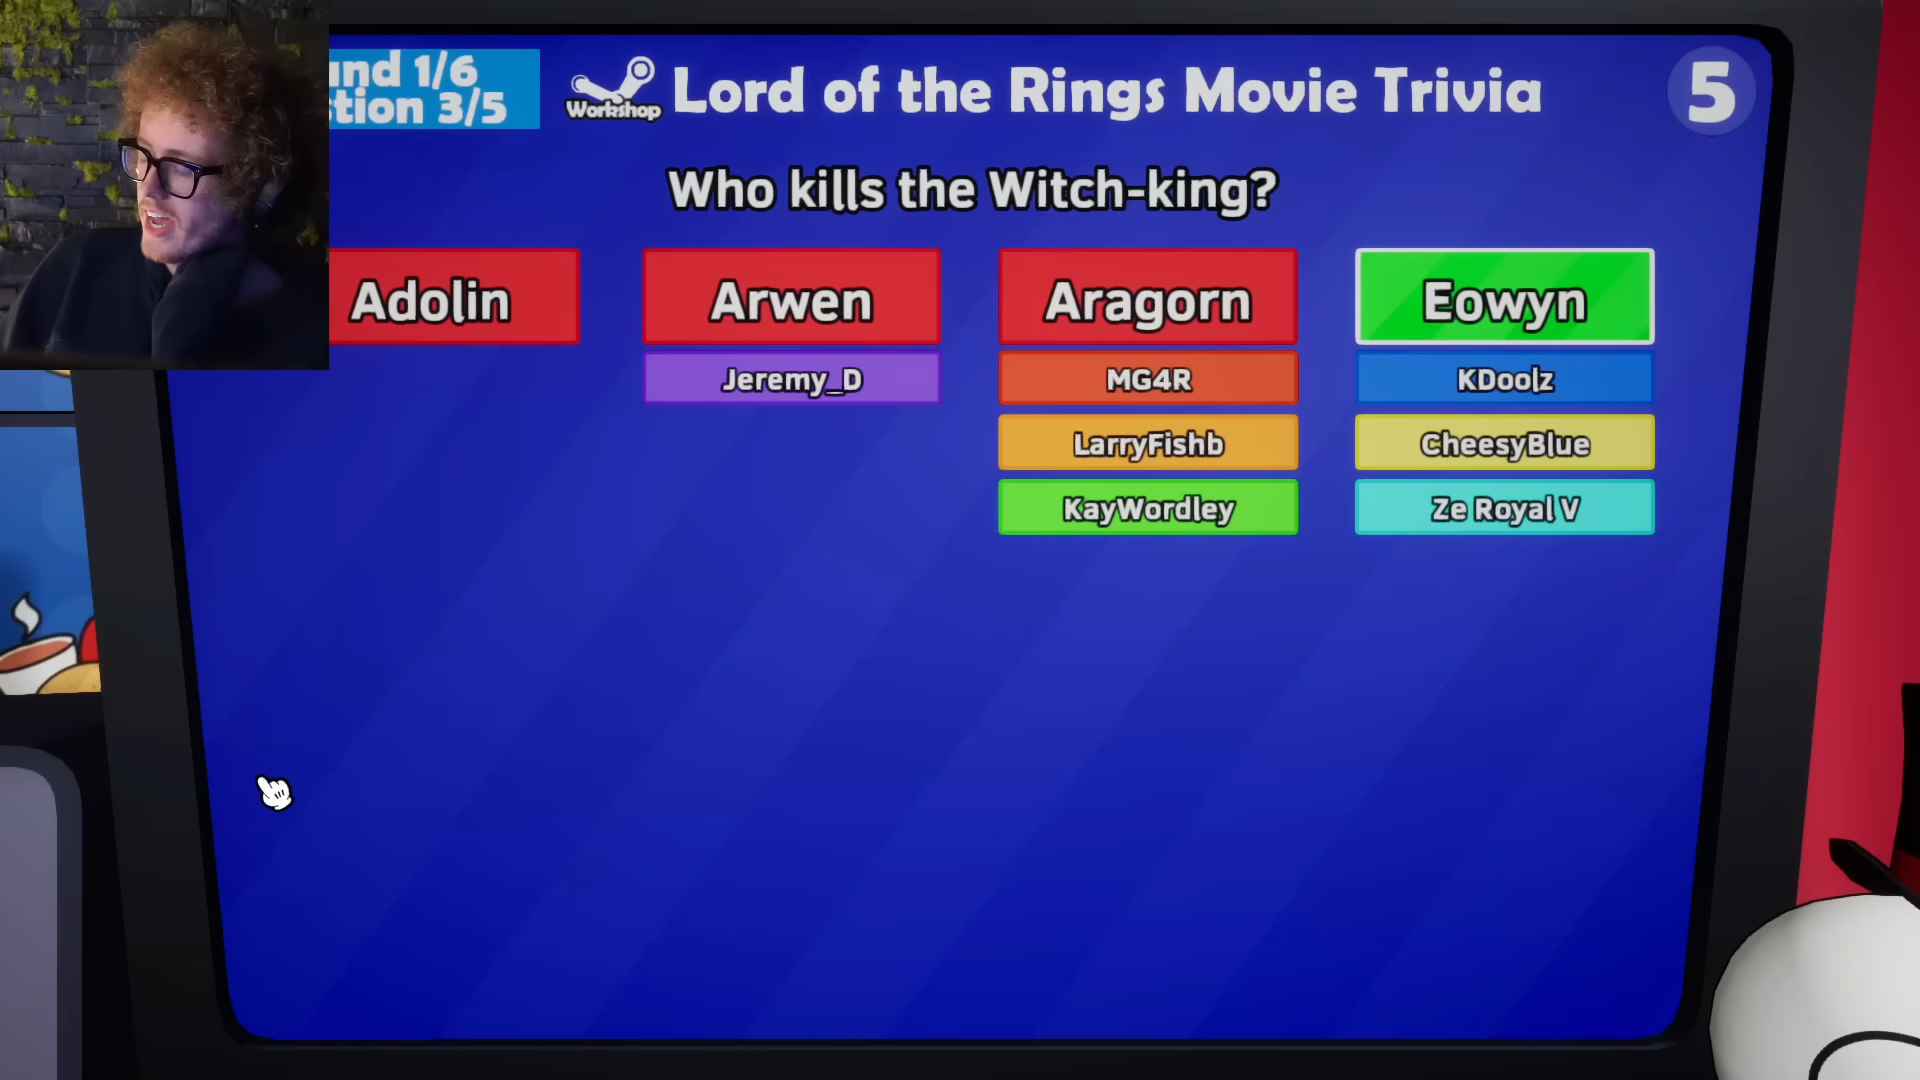 und 1/6
stion 3/5
Workshop
Lord of the Rings Movie Trivia
5
Who kills the Witch-king?
Adolin
Arwen
Aragorn
Eowyn
Jeremy_D
MG4R
KDoolz
LarryFishb
CheesyBlue
KayWordley
Ze Royal V